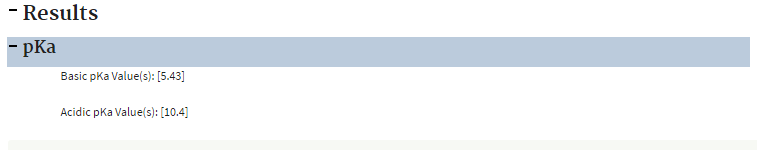 - Results
- pKa
Basic pKa Value(s): [5.43]
Acidic pKa Value(s): [10.4]